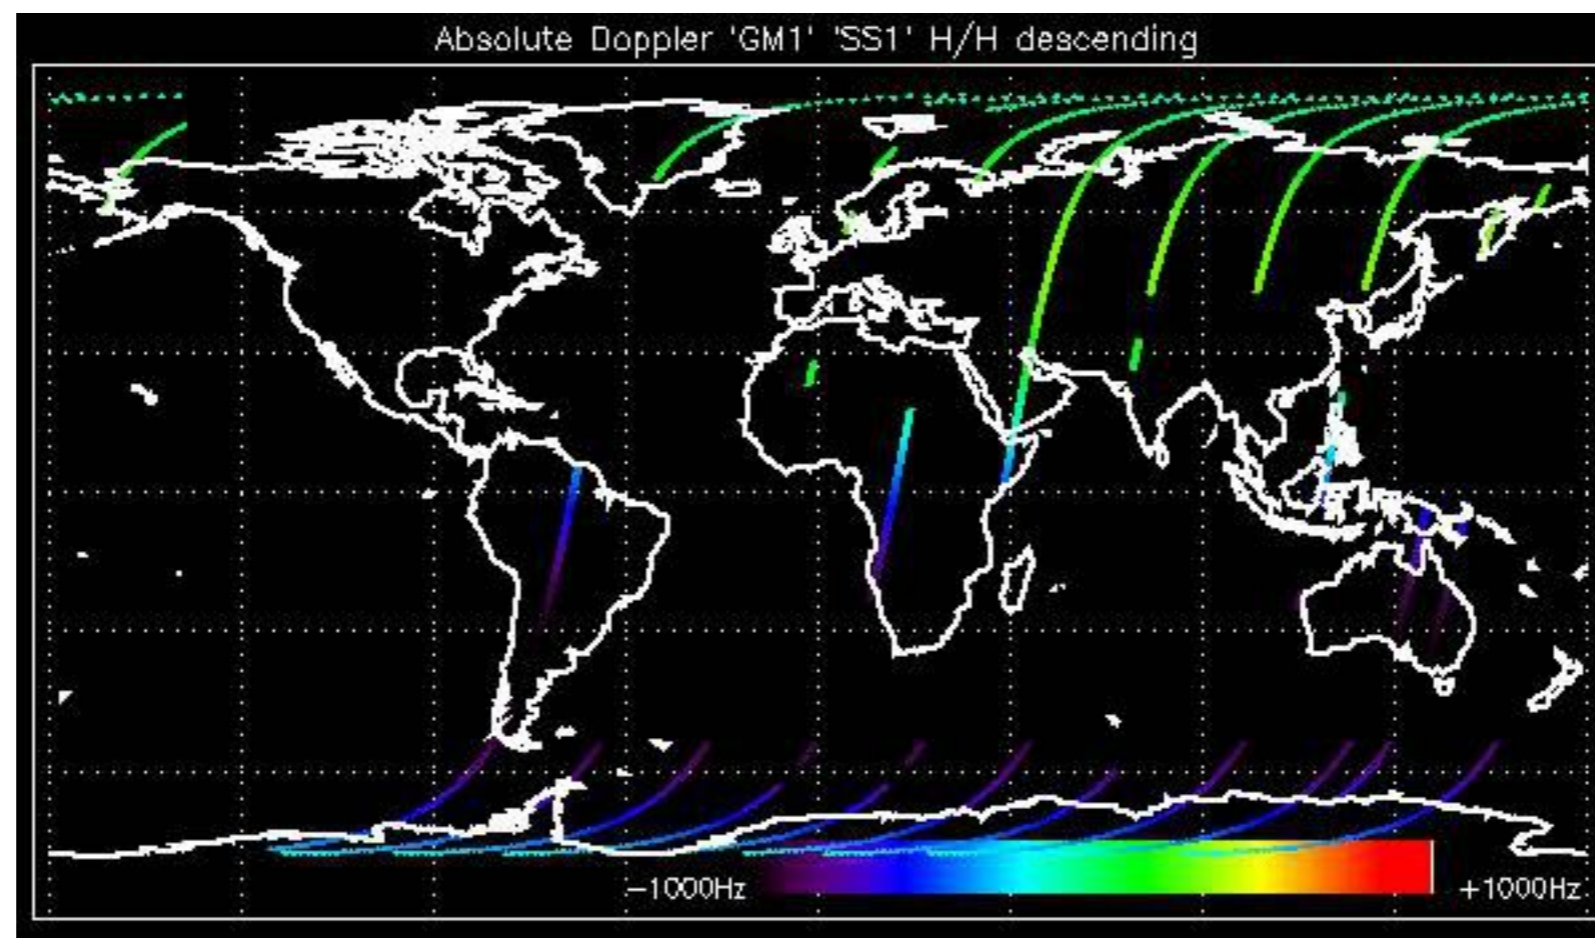 Absolute Doppler 'GM1' 'SS1' H/H descending
-1000Hz +1000Hz